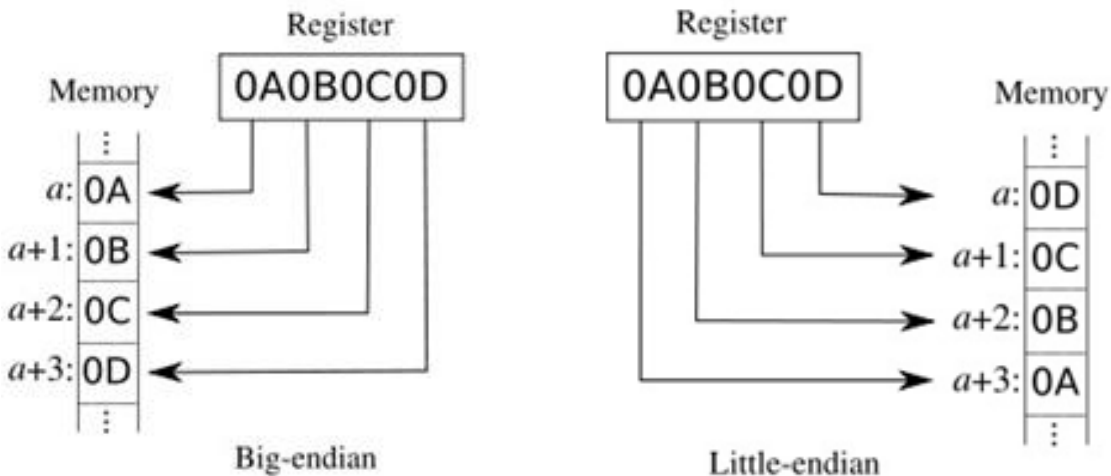 Register
0A0B0C0D
Memory
⋮
a: 0A
a+1: 0B
a+2: 0C
a+3: 0D
⋮
Big-endian
Register
0A0B0C0D
Memory
⋮
a: 0D
a+1: 0C
a+2: 0B
a+3: 0A
⋮
Little-endian